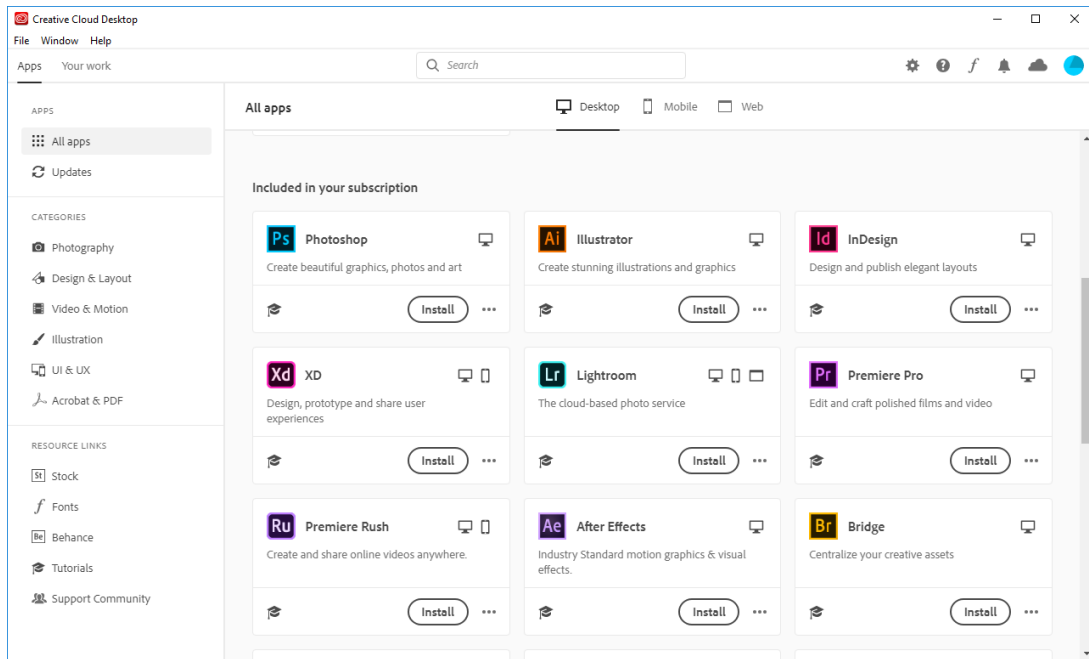 Creative Cloud Desktop
File Window Help
Apps Your work Search
APPS
All apps
Updates
CATEGORIES
Photography
Design & Layout
Video & Motion
Illustration
UI & UX
Acrobat & PDF
RESOURCE LINKS
St Stock
Fonts
Be Behance
Tutorials
Support Community
All apps Desktop Mobile Web
Included in your subscription
Ps Photoshop
Create beautiful graphics, photos and art
Install
Ai Illustrator
Create stunning illustrations and graphics
Install
Id InDesign
Design and publish elegant layouts
Install
Xd XD
Design, prototype and share user
experiences
Install
Lr Lightroom
The cloud-based photo service
Install
Pr Premiere Pro
Edit and craft polished films and video
Install
Ru Premiere Rush
Create and share online videos anywhere.
Install
Ae After Effects
Industry Standard motion graphics & visual
effects.
Install
Br Bridge
Centralize your creative assets
Install